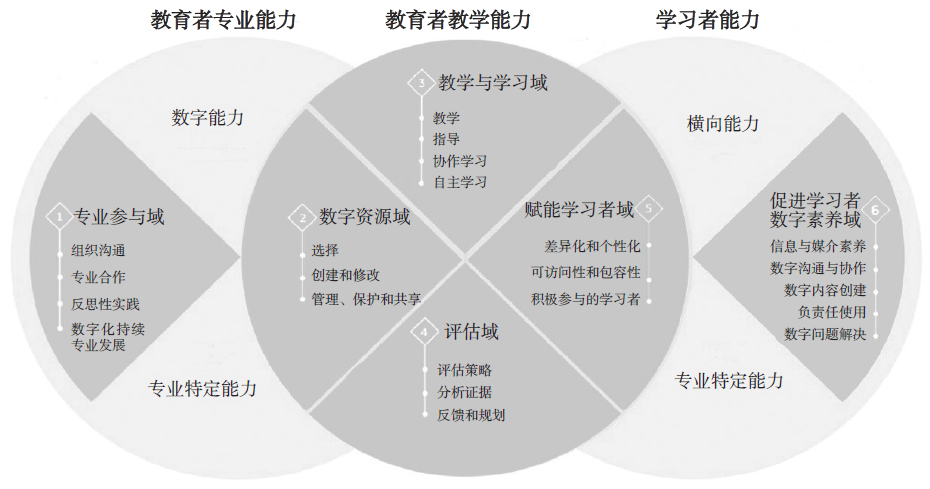 教育者专业能力
教育者教学能力
学习者能力
数字能力
1 专业参与域
组织沟通
专业合作
反思性实践
数字化持续
专业发展
专业特定能力
2 数字资源域
选择
创建和修改
管理、保护和共享
3 教学与学习域
教学
指导
协作学习
自主学习
4 评估域
评估策略
分析证据
反馈和规划
赋能学习者域 5
差异化和个性化
可访问性和包容性
积极参与的学习者
横向能力
促进学习者
数字素养域 6
信息与媒介素养
数字沟通与协作
数字内容创建
负责任使用
数字问题解决
专业特定能力